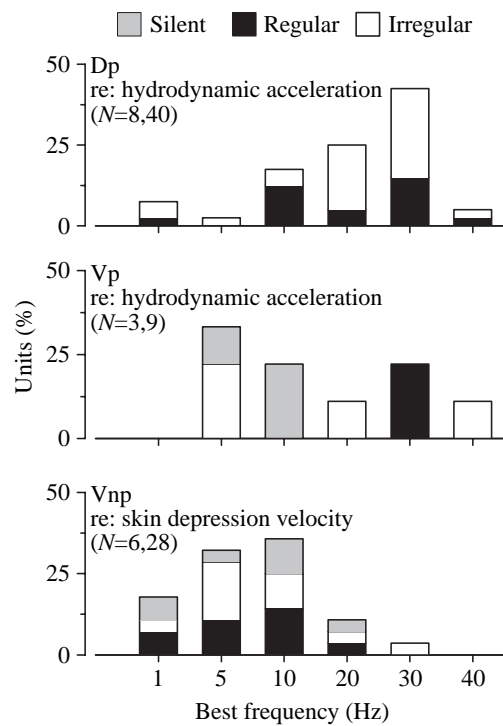 Silent Regular Irregular
50
Dp
re: hydrodynamic acceleration
(N=8,40)
25
0
50
Vp
re: hydrodynamic acceleration
(N=3,9)
25
0
Units (%)
50
Vnp
re: skin depression velocity
(N=6,28)
25
0
1 5 10 20 30 40
Best frequency (Hz)